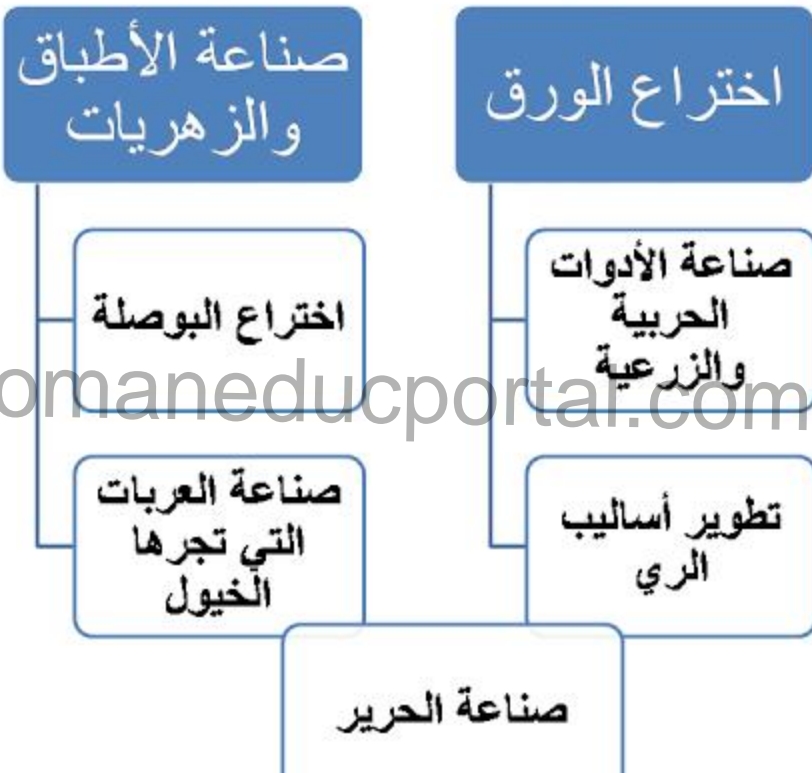 اختراع الورق
صناعة الأطباق
والزهريات
صناعة الأدوات
الحربية
والزرعية
اختراع البوصلة
تطوير أساليب
الري
صناعة العربات
التي تجرها
الخيول
صناعة الحرير
omaneducportal.com